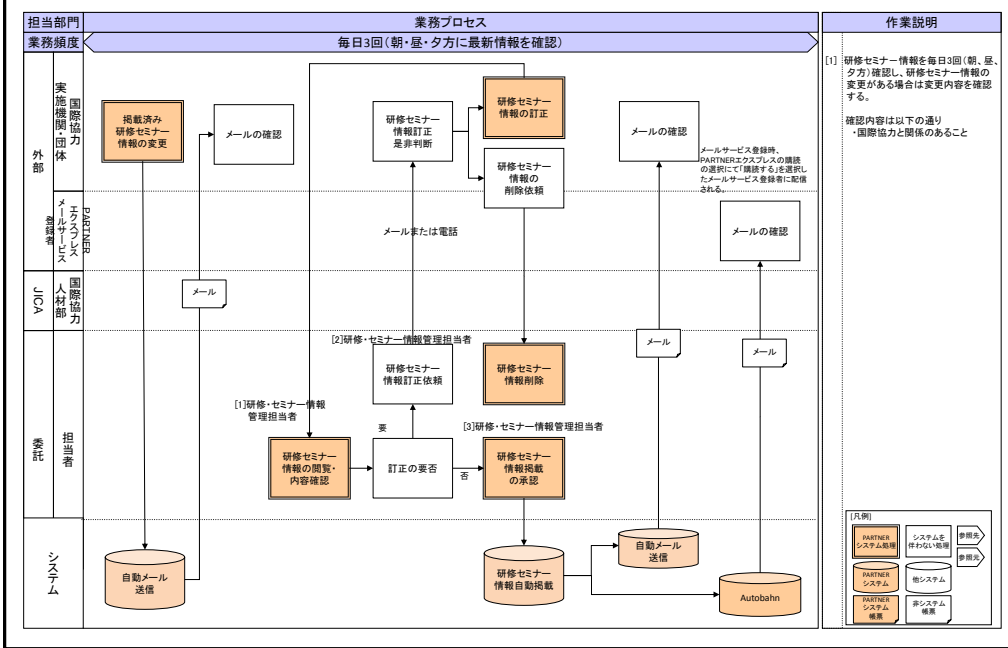 担当部門
業務プロセス
作業説明
業務頻度
毎日3回(朝・昼・夕方に最新情報を確認)
外部
国際協力
実施機関・団体
掲載済み
研修セミナー
情報の変更
メールの確認
研修セミナー
情報訂正
是非判断
研修セミナー
情報の訂正
研修セミナー
情報の
削除依頼
メールの確認
メールサービス登録時、
PARTNERエクスプレスの購読
の選択にて「購読する」を選択し
たメールサービス登録者に配信
される。
PARTNER
エクスプレス
メールサービス
登録者
メールまたは電話
メールの確認
JICA
国際協力
人材部
メール
メール
メール
委託
担当者
[2]研修・セミナー情報管理担当者
研修セミナー
情報訂正依頼
研修セミナー
情報削除
[1]研修・セミナー情報
管理担当者
要
[3]研修・セミナー情報管理担当者
研修セミナー
情報の閲覧・
内容確認
訂正の要否
否
研修セミナー
情報掲載
の承認
システム
自動メール
送信
研修セミナー
情報自動掲載
自動メール
送信
Autobahn
[1] 研修セミナー情報を毎日3回(朝、昼、
夕方)確認し、研修セミナー情報の
変更がある場合は変更内容を確認
する。
確認内容は以下の通り
・国際協力と関係のあること
[凡例]
PARTNER
システム処理
システムを
伴わない処理
参照先
参照元
PARTNER
システム
他システム
PARTNER
システム
帳票
非システム
帳票